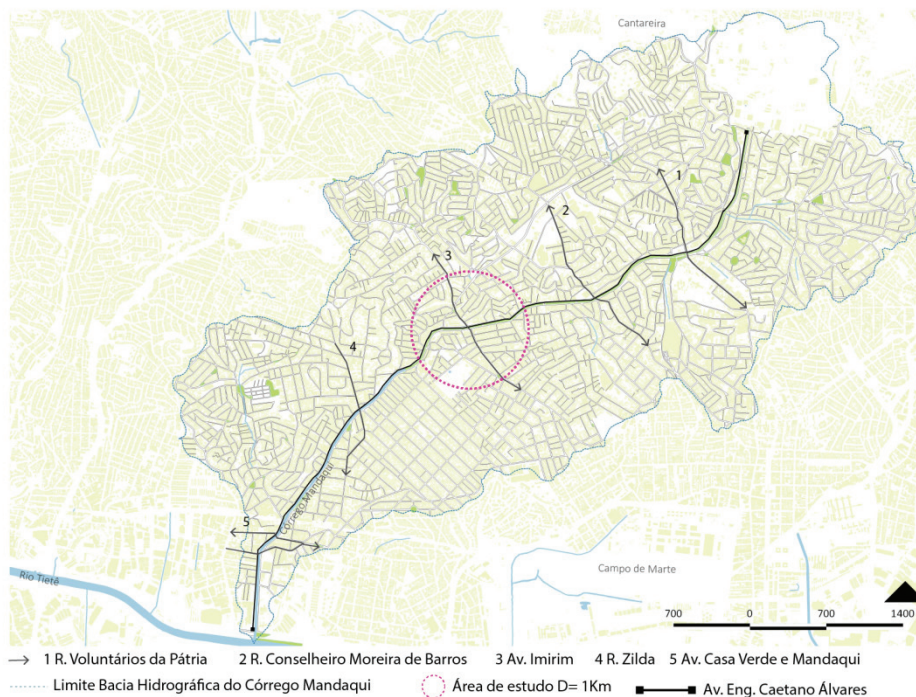 Cantareira
1
2
3
4
Córrego Mandaqui
5
Rio Tietê
Campo de Marte
700 0 700 1400
1 R. Voluntários da Pátria 2 R. Conselheiro Moreira de Barros 3 Av. Imirim 4 R. Zilda 5 Av. Casa Verde e Mandaqui
Limite Bacia Hidrográfica do Córrego Mandaqui Área de estudo D= 1Km Av. Eng. Caetano Álvares